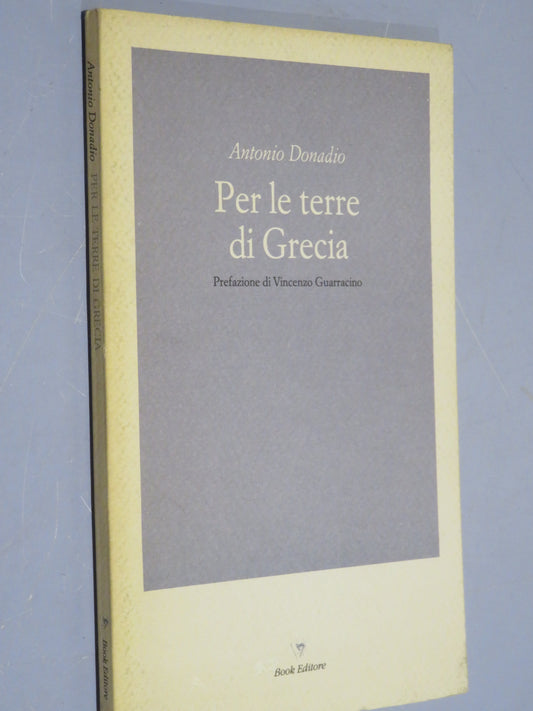 Antonio Donadio
Per le terre
di Grecia
Prefazione di Vincenzo Guarracino
Book Editore
Antonio Donadio PER LE TERRE DI GRECIA
Book Editore